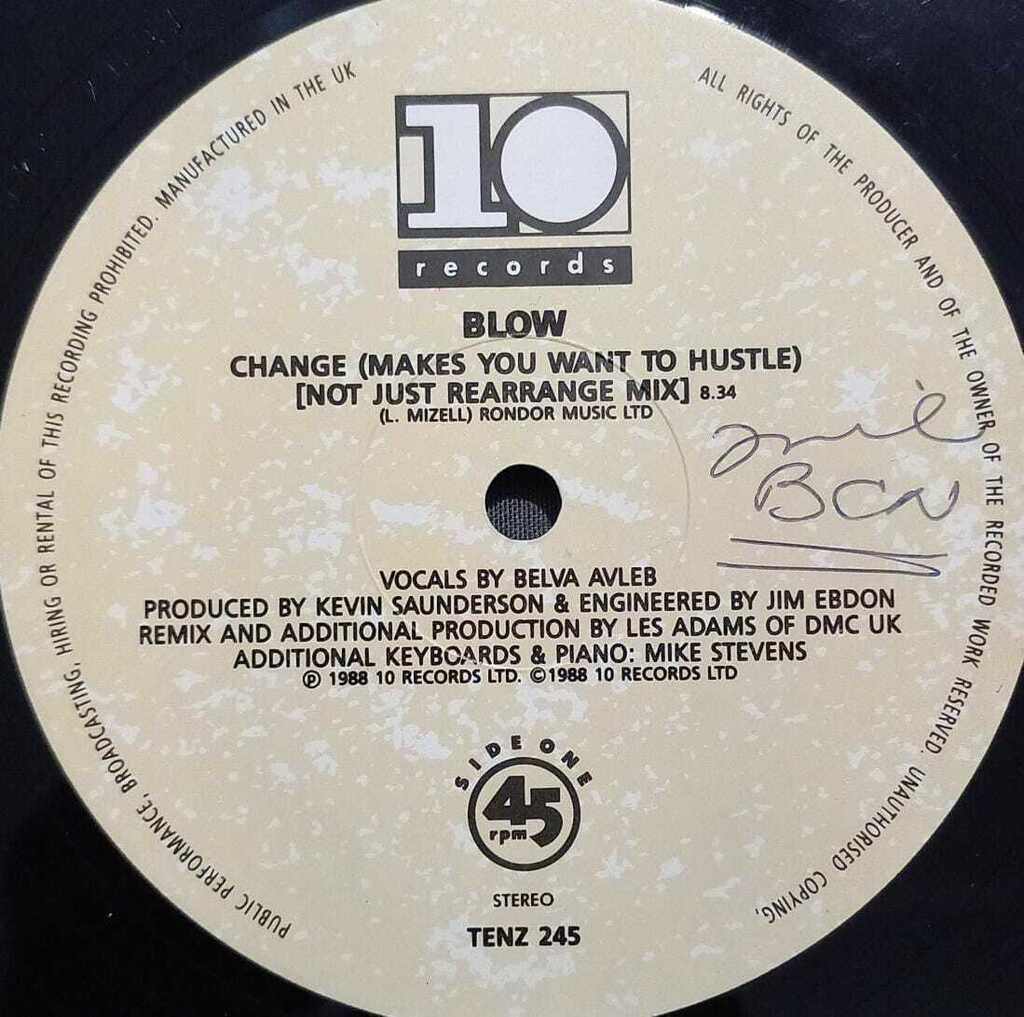 10
records
BLOW
CHANGE (MAKES YOU WANT TO HUSTLE)
[NOT JUST REARRANGE MIX] 8.34
(L. MIZELL) RONDOR MUSIC LTD
BCN
VOCALS BY BELVA AVLEB
PRODUCED BY KEVIN SAUNDERSON & ENGINEERED BY JIM EBDON
REMIX AND ADDITIONAL PRODUCTION BY LES ADAMS OF DMC UK
ADDITIONAL KEYBOARDS & PIANO: MIKE STEVENS
℗ 1988 10 RECORDS LTD. ©1988 10 RECORDS LTD
SIDE ONE
45
rpm
STEREO
TENZ 245
ALL RIGHTS OF THE PRODUCER AND OF THE OWNER OF THE RECORDED WORK RESERVED. UNAUTHORISED COPYING,
PUBLIC PERFORMANCE, BROADCASTING, HIRING OR RENTAL OF THIS RECORDING PROHIBITED. MANUFACTURED IN THE UK